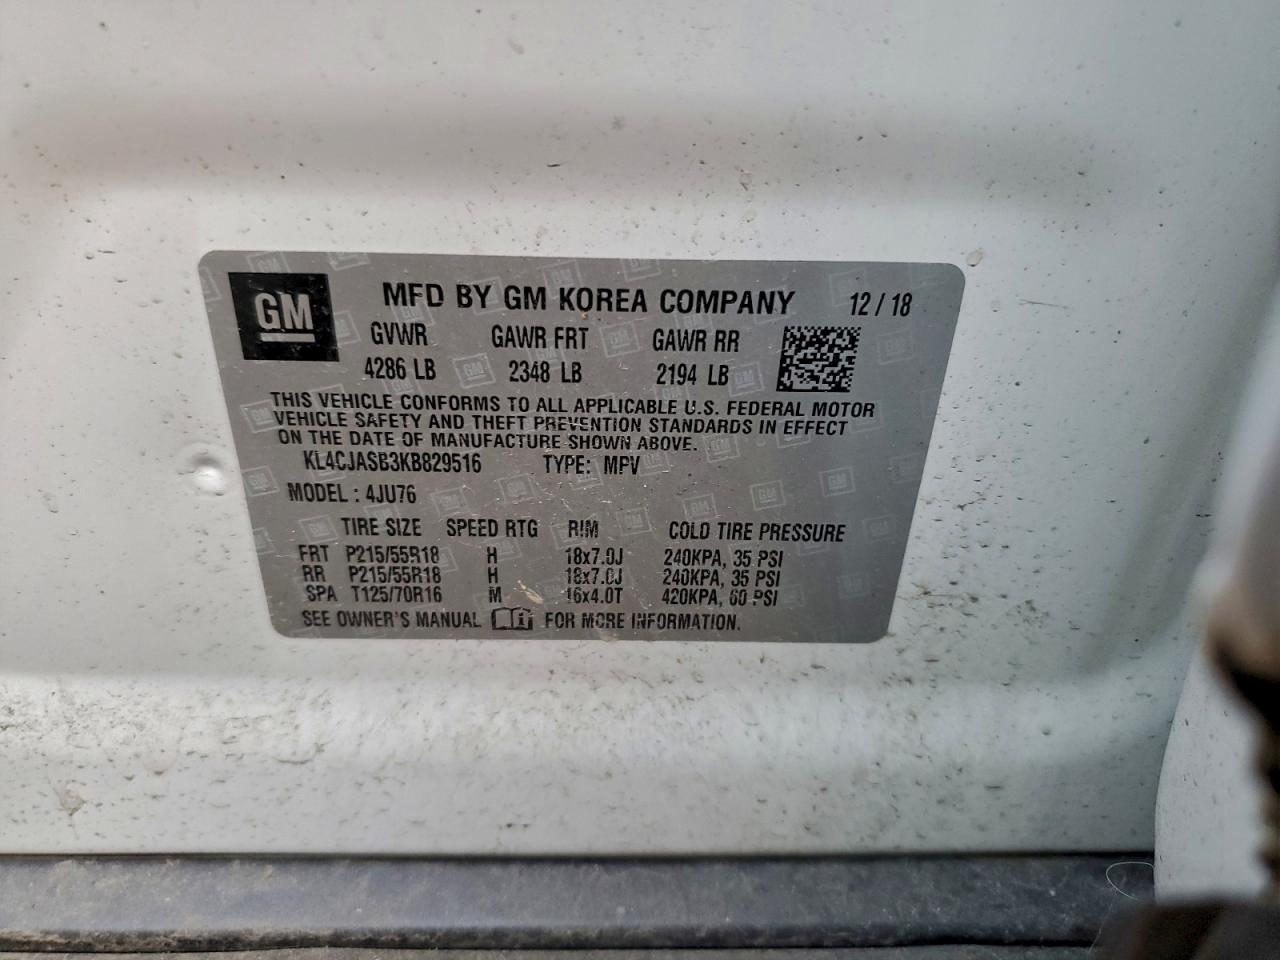 GM
MFD BY GM KOREA COMPANY 12/18
GVWR GAWR FRT GAWR RR
4286 LB 2348 LB 2194 LB
THIS VEHICLE CONFORMS TO ALL APPLICABLE U.S. FEDERAL MOTOR
VEHICLE SAFETY AND THEFT PREVENTION STANDARDS IN EFFECT
ON THE DATE OF MANUFACTURE SHOWN ABOVE.
KL4CJASB3KB829516 TYPE: MPV
MODEL : 4JU76
TIRE SIZE SPEED RTG RIM COLD TIRE PRESSURE
FRT P215/55R18 H 18x7.0J 240KPA, 35 PSI
RR P215/55R18 H 18x7.0J 240KPA, 35 PSI
SPA T125/70R16 M 16x4.0T 420KPA, 60 PSI
SEE OWNER'S MANUAL FOR MORE INFORMATION.